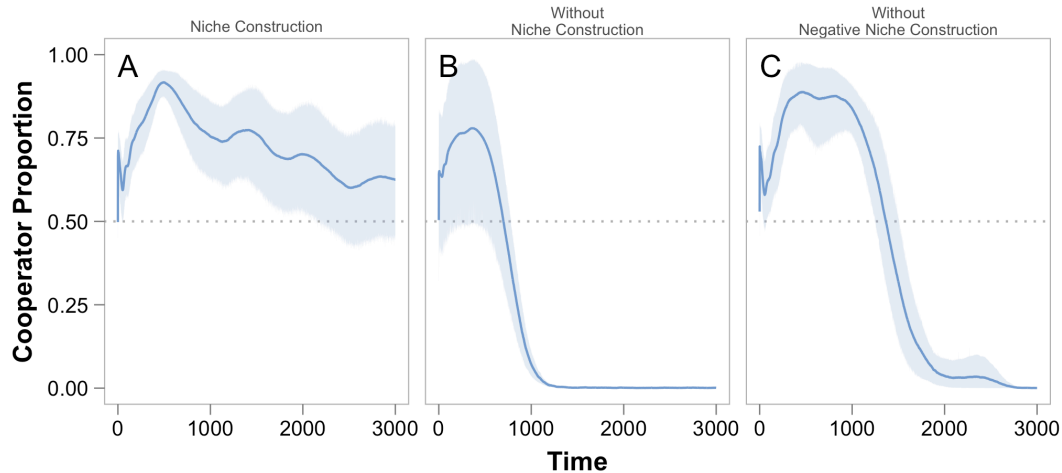 Niche Construction
Without
Niche Construction
Without
Negative Niche Construction
A
B
C
1.00
0.75
0.50
0.25
0.00
Cooperator Proportion
0 1000 2000 3000
0 1000 2000 3000
0 1000 2000 3000
Time